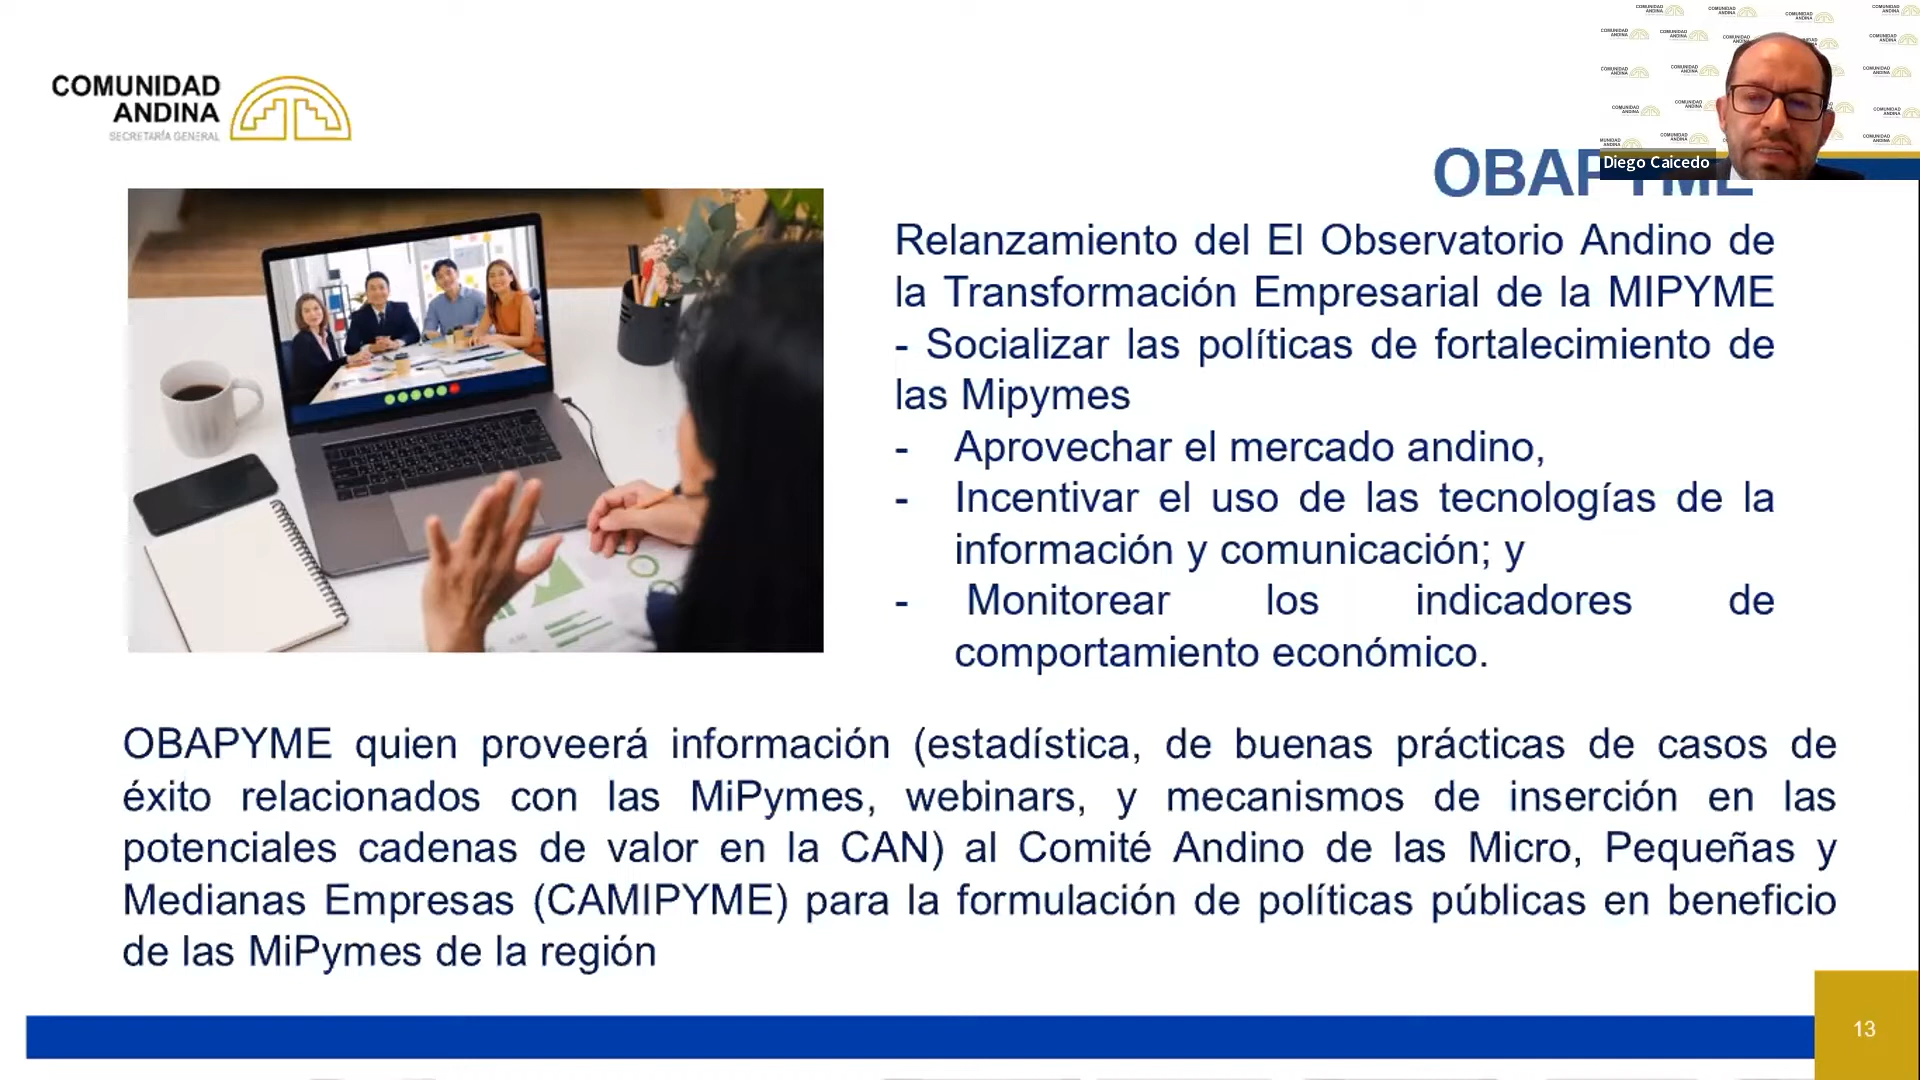 COMUNIDAD
ANDINA
SECRETARÍA GENERAL
Diego Caicedo
OBAPYME
Relanzamiento del El Observatorio Andino de
la Transformación Empresarial de la MIPYME
- Socializar las políticas de fortalecimiento de
las Mipymes
- Aprovechar el mercado andino,
- Incentivar el uso de las tecnologías de la
información y comunicación; y
- Monitorear los indicadores de
comportamiento económico.
OBAPYME quien proveerá información (estadística, de buenas prácticas de casos de
éxito relacionados con las MiPymes, webinars, y mecanismos de inserción en las
potenciales cadenas de valor en la CAN) al Comité Andino de las Micro, Pequeñas y
Medianas Empresas (CAMIPYME) para la formulación de políticas públicas en beneficio
de las MiPymes de la región
13